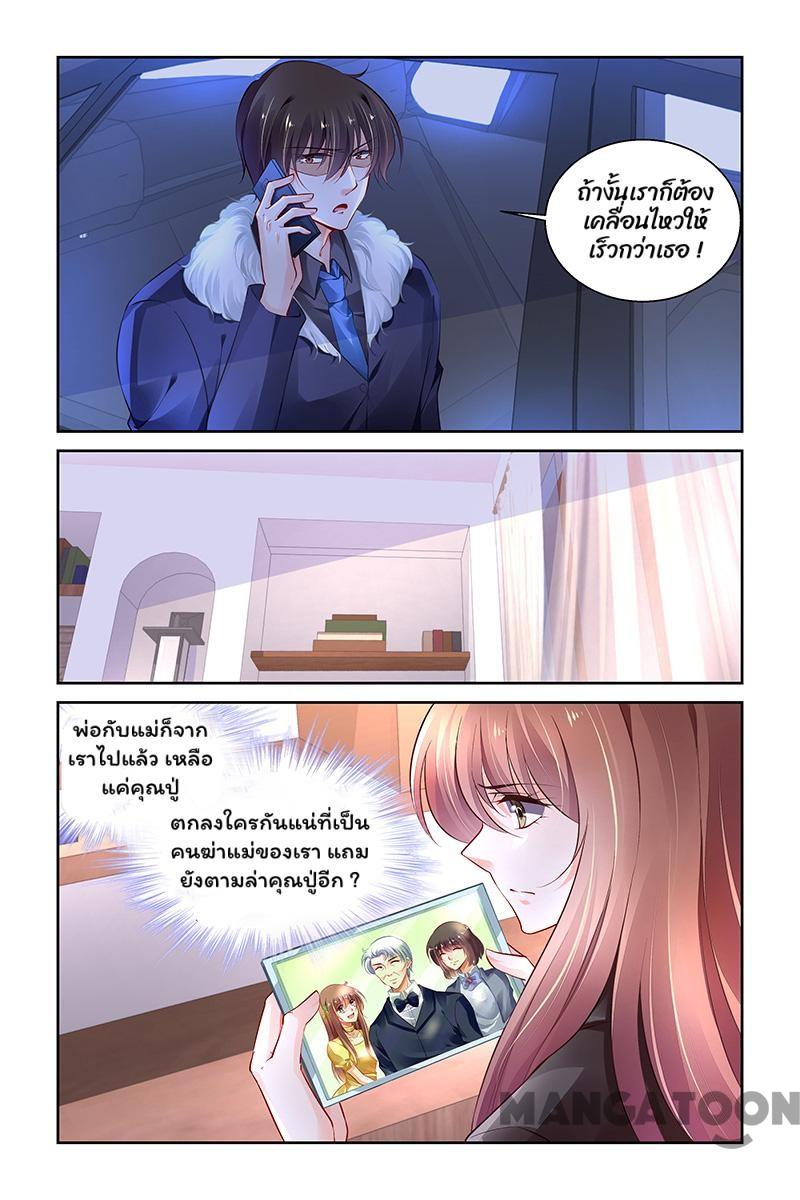 ถ้างั้นเราก็ต้อง
เคลื่อนไหวให้
เร็วกว่าเธอ !
พ่อกับแม่ก็จาก
เราไปแล้ว เหลือ
แค่คุณปู่
ตกลงใครกันแน่ที่เป็น
คนฆ่าแม่ของเรา แถม
ยังตามล่าคุณปู่อีก ?
MANGATOON